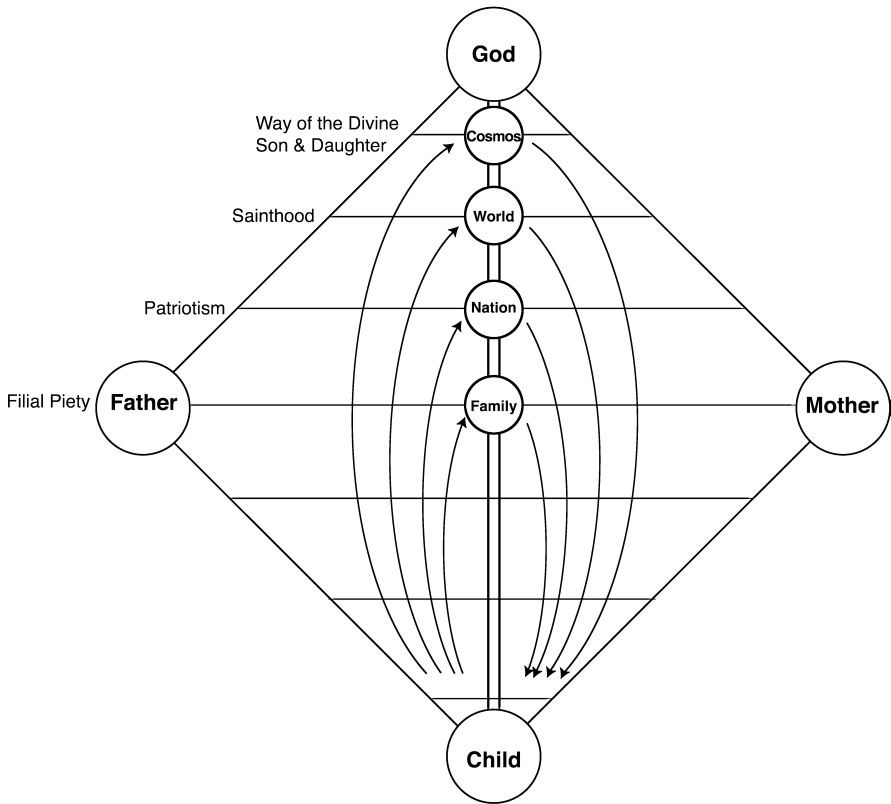 God
Way of the Divine
Son & Daughter
Cosmos
Sainthood
World
Patriotism
Nation
Filial Piety
Father
Family
Mother
Child